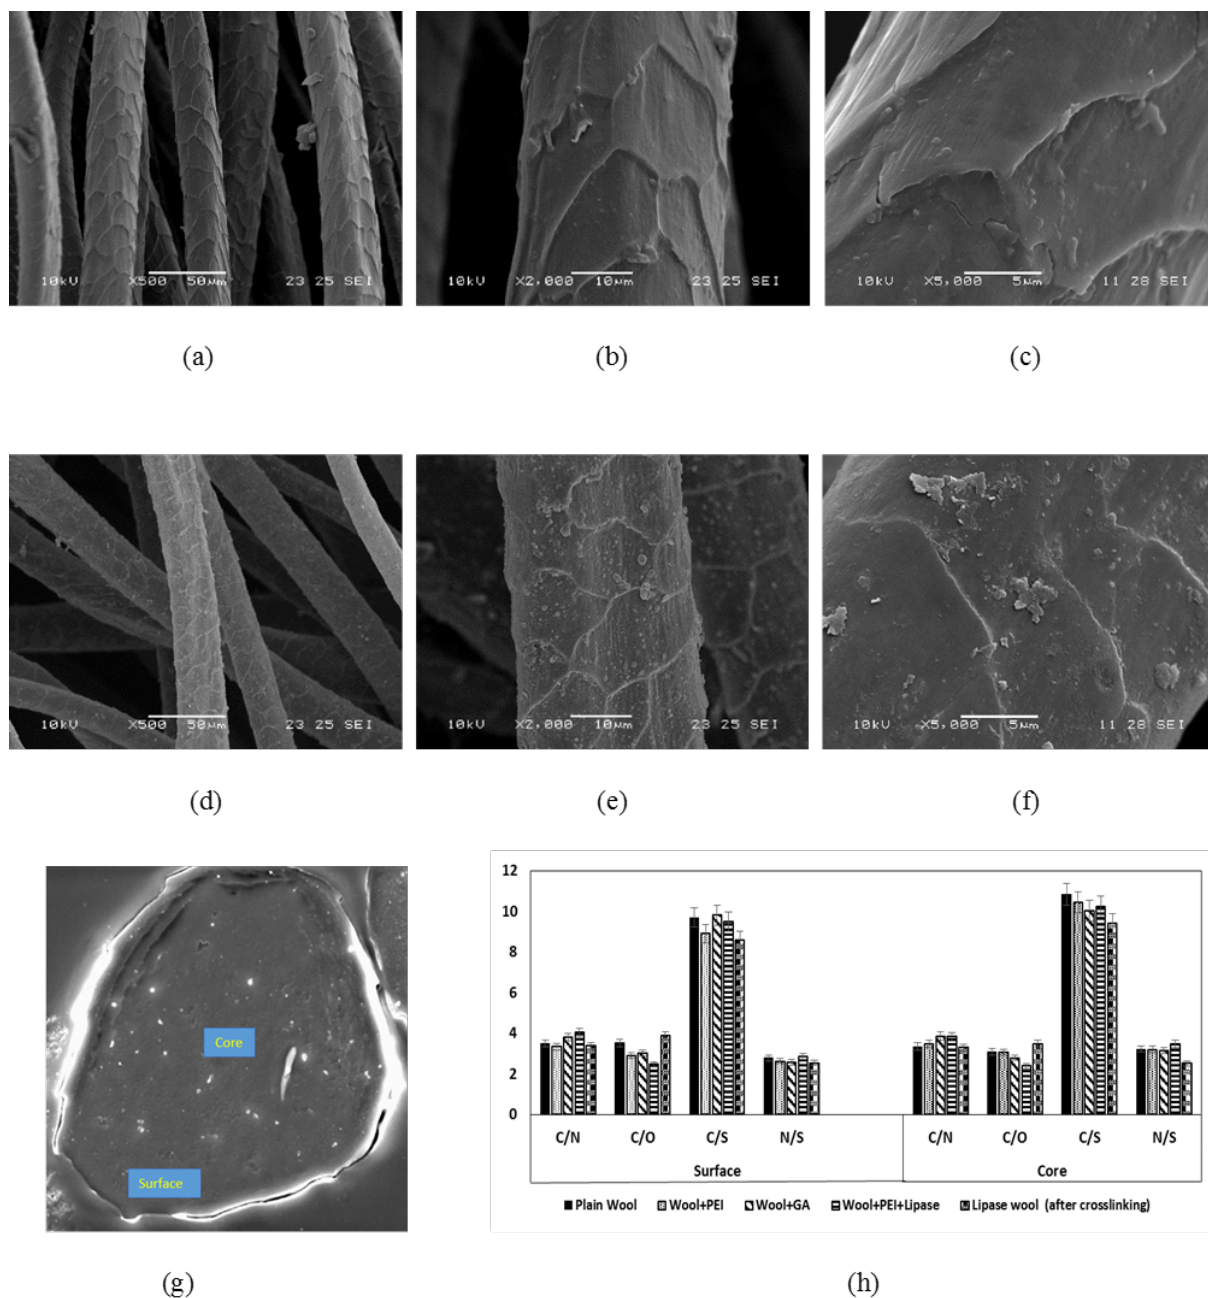 10kV X500 50µm 23 25 SEI
10kV X2,000 10µm 23 25 SEI
10kV X5,000 5µm 11 28 SEI
(a)
(b)
(c)
10kV X500 50µm 23 25 SEI
10kV X2,000 10µm 23 25 SEI
10kV X5,000 5µm 11 28 SEI
(d)
(e)
(f)
Core
Surface
12
10
8
6
4
2
0
C/N C/O C/S N/S C/N C/O C/S N/S
Surface Core
Plain Wool Wool+PEI Wool+GA Wool+PEI+Lipase Lipase wool (after crosslinking)
(g)
(h)